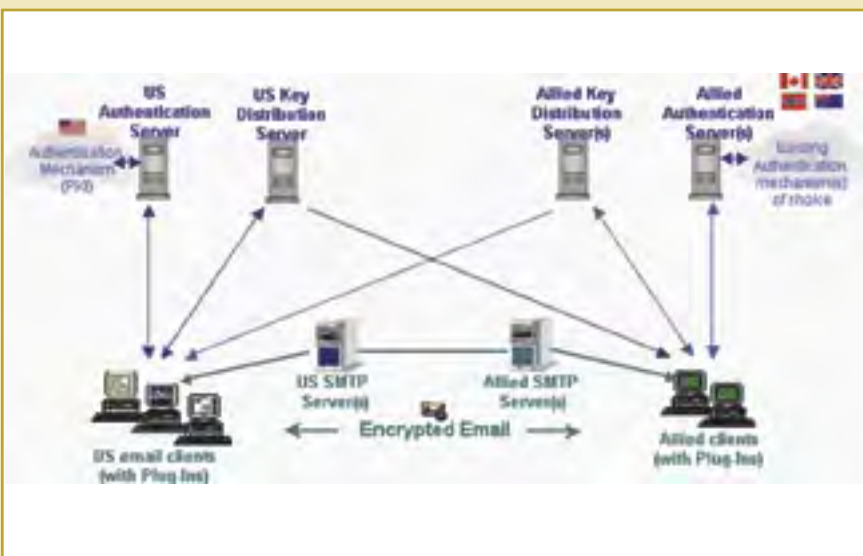 US
Authentication
Server
US Key
Distribution
Server
Allied Key
Distribution
Server(s)
Allied
Authentication
Server(s)
Authentication
Mechanism
(PKI)
Existing
Authentication
mechanism(s)
of choice
US SMTP
Server(s)
Allied SMTP
Server(s)
Encrypted Email
US email clients
(with Plug-Ins)
Allied clients
(with Plug-Ins)